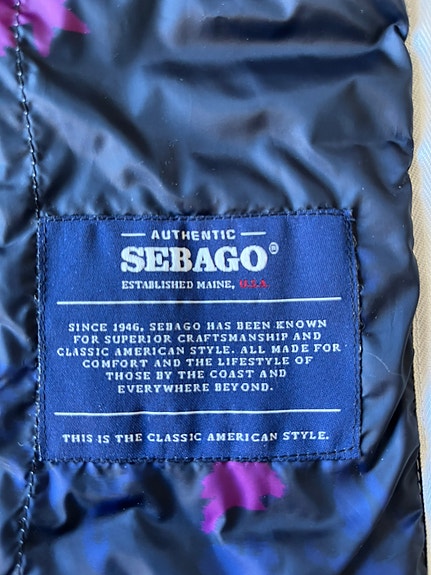 AUTHENTIC
SEBAGO®
ESTABLISHED MAINE, U.S.A
SINCE 1946, SEBAGO HAS BEEN KNOWN
FOR SUPERIOR CRAFTSMANSHIP AND
CLASSIC AMERICAN STYLE. ALL MADE FOR
COMFORT AND THE LIFESTYLE OF
THOSE BY THE COAST AND
EVERYWHERE BEYOND.
THIS IS THE CLASSIC AMERICAN STYLE.